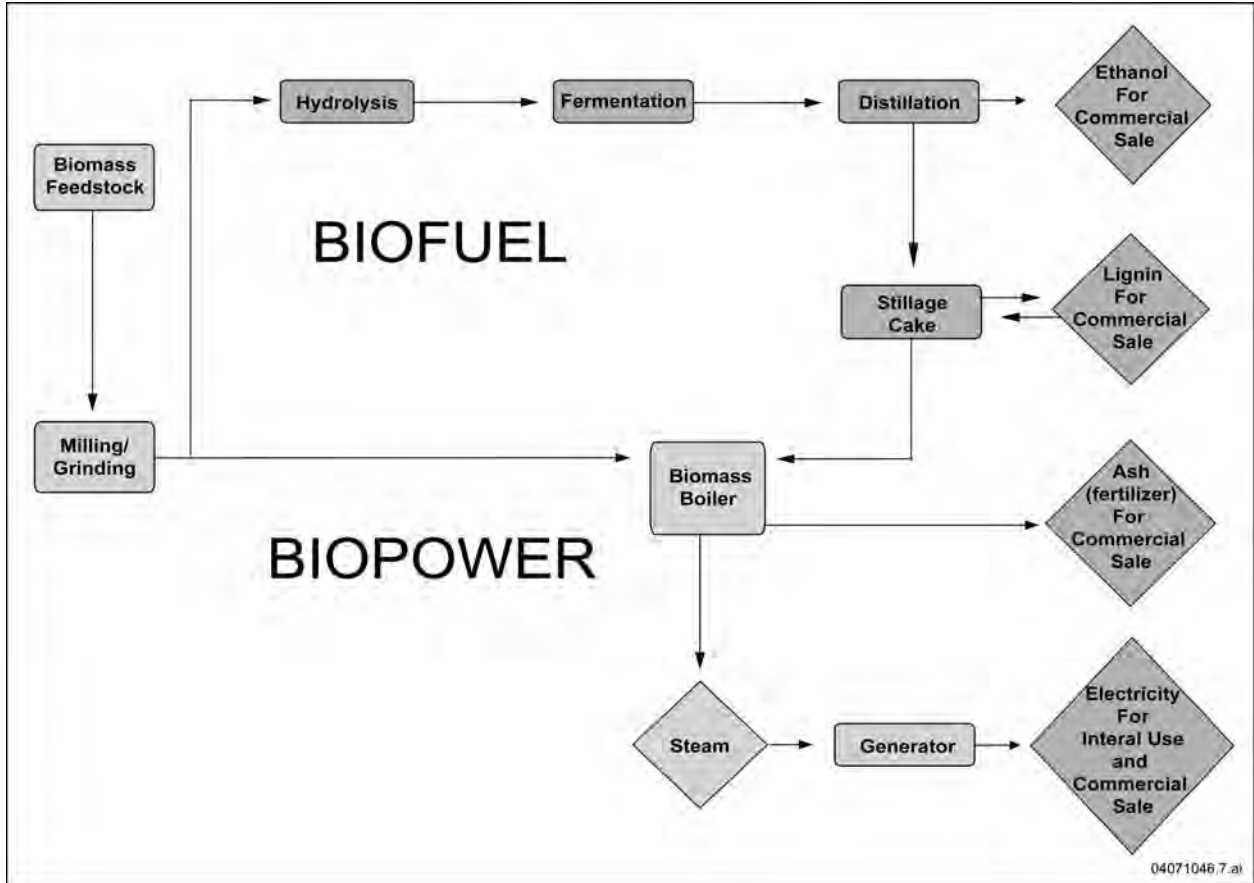 Hydrolysis
Fermentation
Distillation
Ethanol
For
Commercial
Sale
Biomass
Feedstock
BIOFUEL
Stillage
Cake
Lignin
For
Commercial
Sale
Milling/
Grinding
Biomass
Boiler
Ash
(fertilizer)
For
Commercial
Sale
BIOPOWER
Steam
Generator
Electricity
For
Interal Use
and
Commercial
Sale
04071046.7.ai